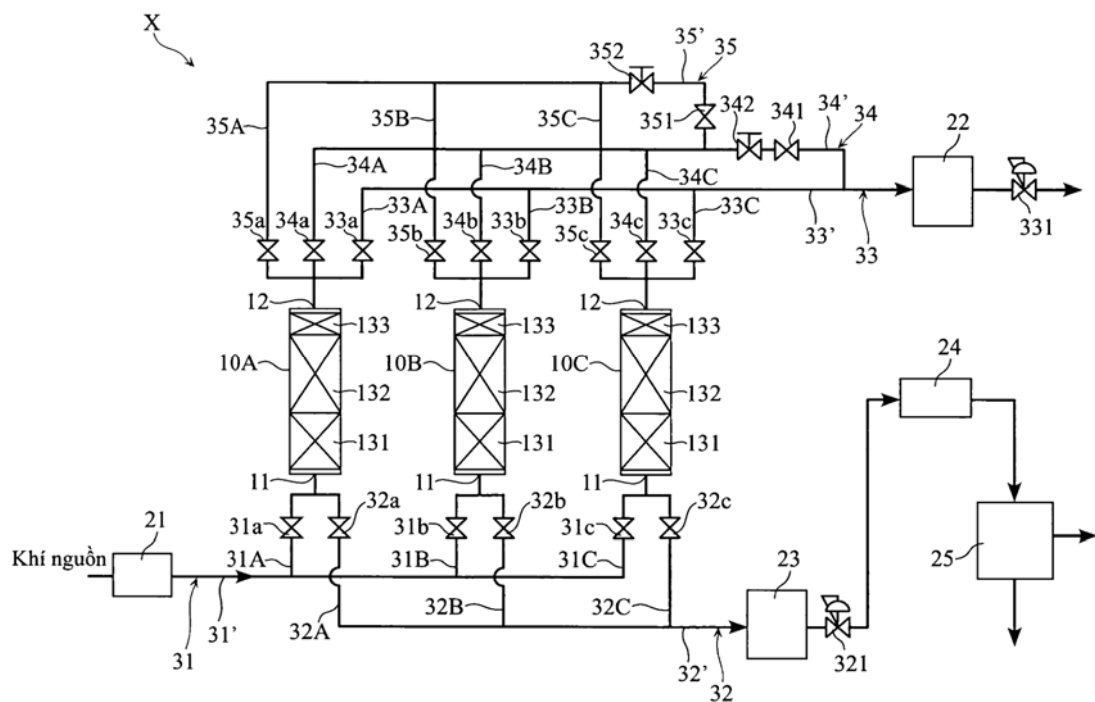 X
352
35'
35
35A
35B
35C
351
342
341
34'
34
22
34A
34B
34C
35a
34a
33a
33A
35b
34b
33b
33B
35c
34c
33c
33C
33'
33
331
12
12
12
133
133
133
10A
10B
10C
132
132
132
24
131
131
131
11
11
11
31a
32a
31b
32b
31c
32c
21
25
Khí nguồn
31A
31B
31C
23
32A
32B
32C
31'
31
321
32'
32